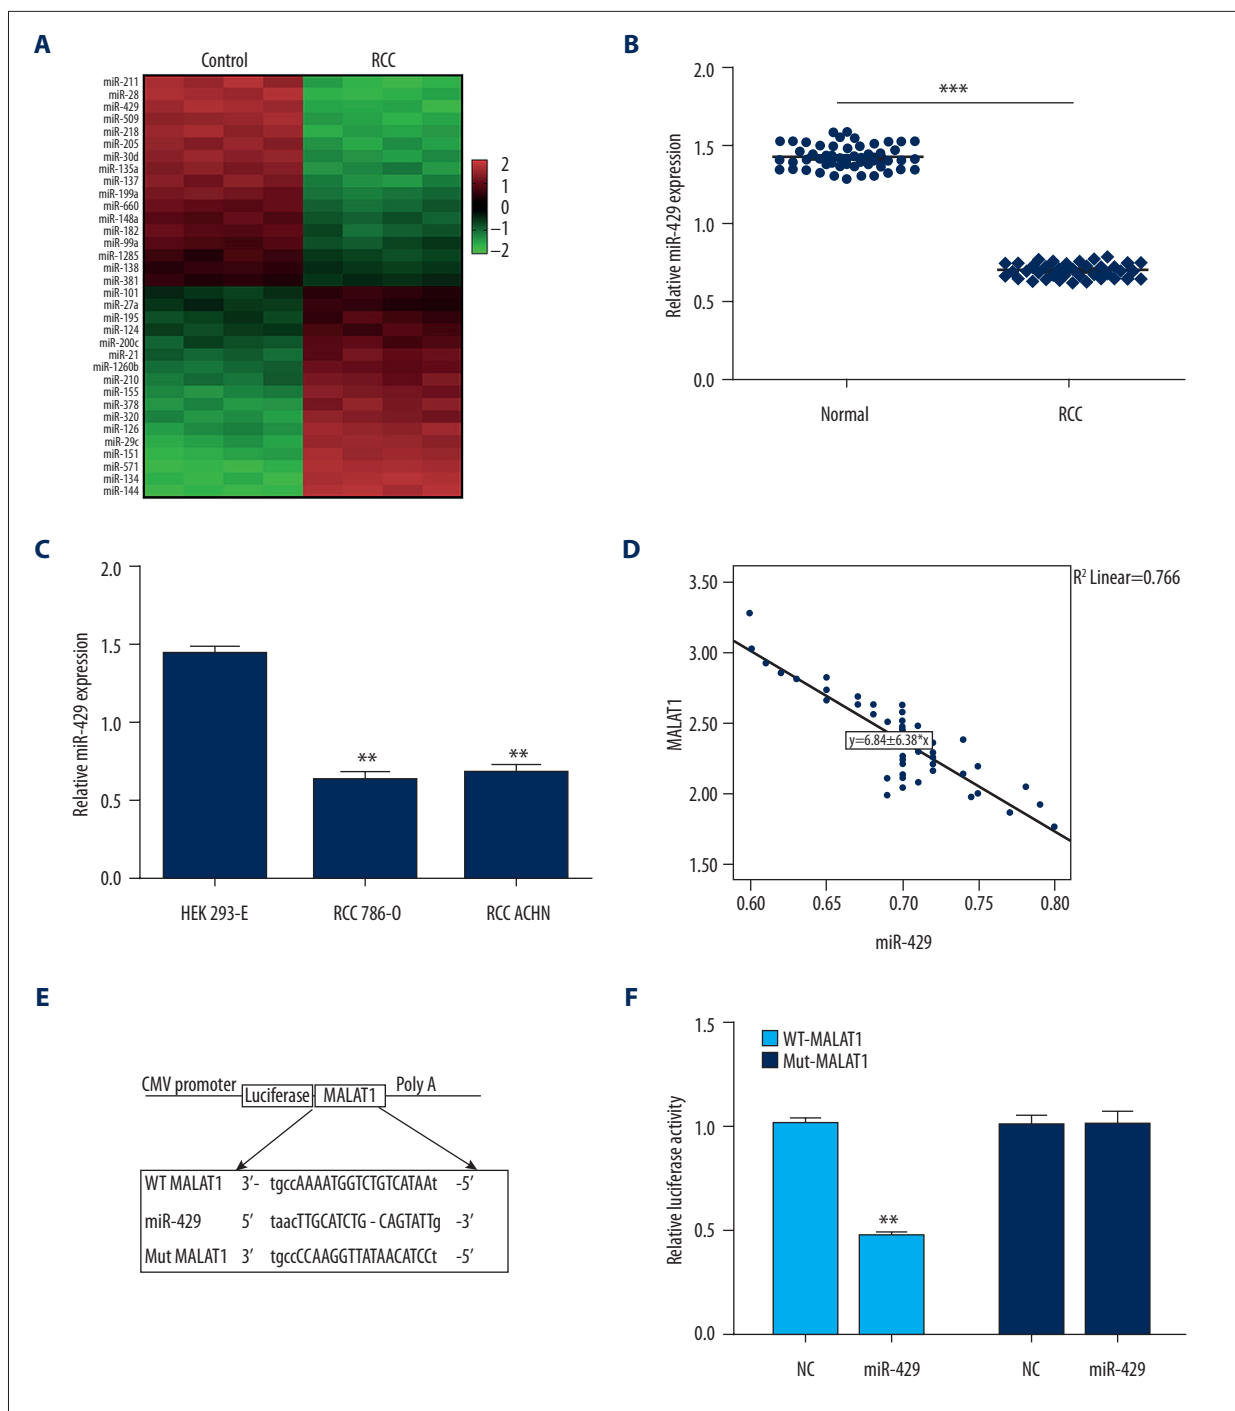 A
Control RCC
miR-211
miR-28
miR-429
miR-509
miR-218
miR-205
miR-30d
miR-135a
miR-137
miR-199a
miR-660
miR-148a
miR-182
miR-99a
miR-1285
miR-138
miR-381
miR-101
miR-27a
miR-195
miR-124
miR-200c
miR-21
miR-1260b
miR-210
miR-155
miR-378
miR-320
miR-126
miR-29c
miR-151
miR-571
miR-134
miR-144
2
1
0
−1
−2
B
Relative miR-429 expression
2.0
1.5
1.0
0.5
0.0
***
Normal RCC
C
Relative miR-429 expression
2.0
1.5
1.0
0.5
0.0
** **
HEK 293-E RCC 786-O RCC ACHN
D
R² Linear=0.766
MALAT1
3.50
3.00
2.50
2.00
1.50
y=6.84±6.38*x
0.60 0.65 0.70 0.75 0.80
miR-429
E
CMV promoter Luciferase MALAT1 Poly A
WT MALAT1 3′- tgccAAAATGGTCTGTCATAAt -5′
miR-429 5′ taacTTGCATCTG - CAGTATTg -3′
Mut MALAT1 3′ tgccCCAAGGTTATAACATCCt -5′
F
Relative luciferase activity
1.5
1.0
0.5
0.0
WT-MALAT1
Mut-MALAT1
**
NC miR-429 NC miR-429